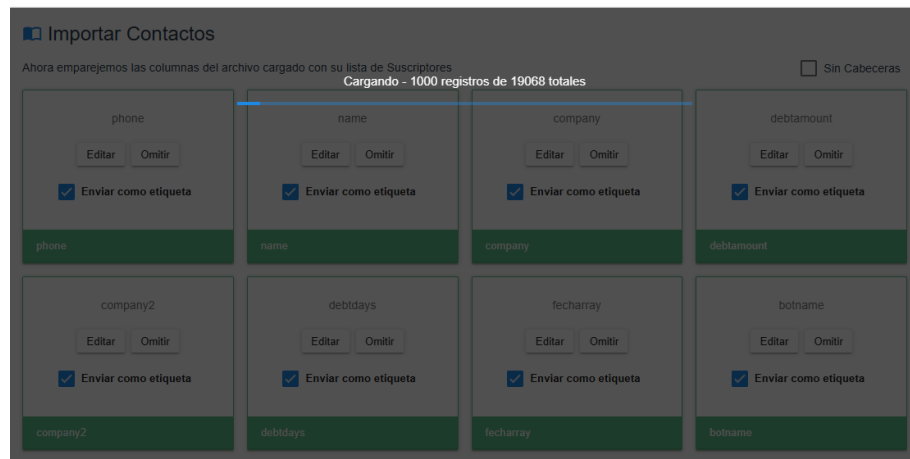 Importar Contactos
Ahora emparejemos las columnas del archivo cargado con su lista de Suscriptores
Sin Cabeceras
Cargando - 1000 registros de 19068 totales
phone name company debtamount
Editar Omitir Editar Omitir Editar Omitir Editar Omitir
Enviar como etiqueta Enviar como etiqueta Enviar como etiqueta Enviar como etiqueta
phone name company debtamount
company2 debtdays fecharray botname
Editar Omitir Editar Omitir Editar Omitir Editar Omitir
Enviar como etiqueta Enviar como etiqueta Enviar como etiqueta Enviar como etiqueta
company2 debtdays fecharray botname